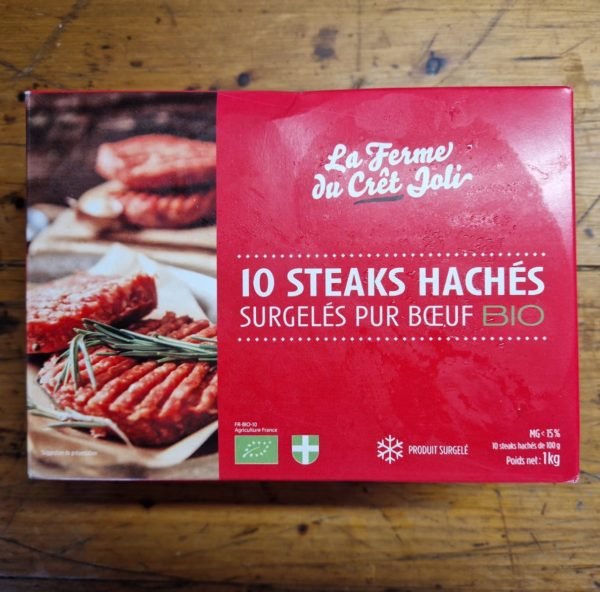 La Ferme
du Crêt Joli
10 STEAKS HACHÉS
SURGELÉS PUR BŒUF BIO
FR-BIO-10
Agriculture France
PRODUIT SURGELÉ
MG < 15 %
10 steaks hachés de 100 g
Poids net : 1kg
Suggestion de présentation